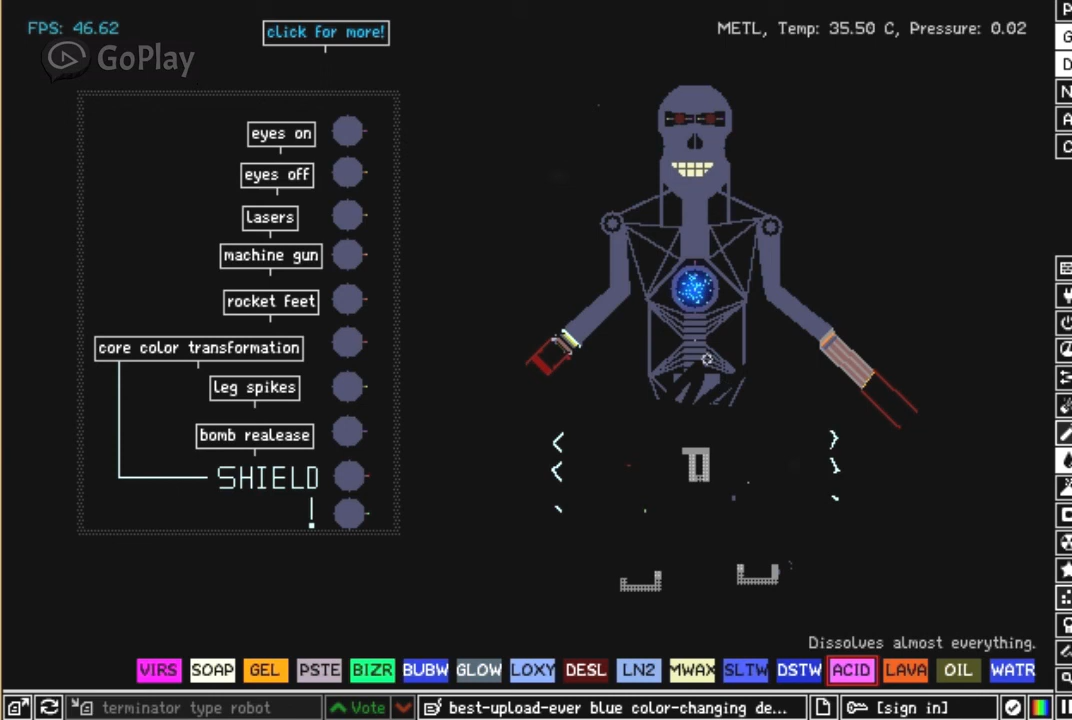 FPS: 46.62
click for more!
METL, Temp: 35.50 C, Pressure: 0.02
GoPlay
eyes on
eyes off
lasers
machine gun
rocket feet
core color transformation
leg spikes
bomb realease
SHIELD
!
Dissolves almost everything.
VIRS SOAP GEL PSTE BIZR BUBW GLOW LOXY DESL LN2 MWAX SLTW DSTW ACID LAVA OIL WATR
terminator type robot Vote best-upload-ever blue color-changing de... [sign in]